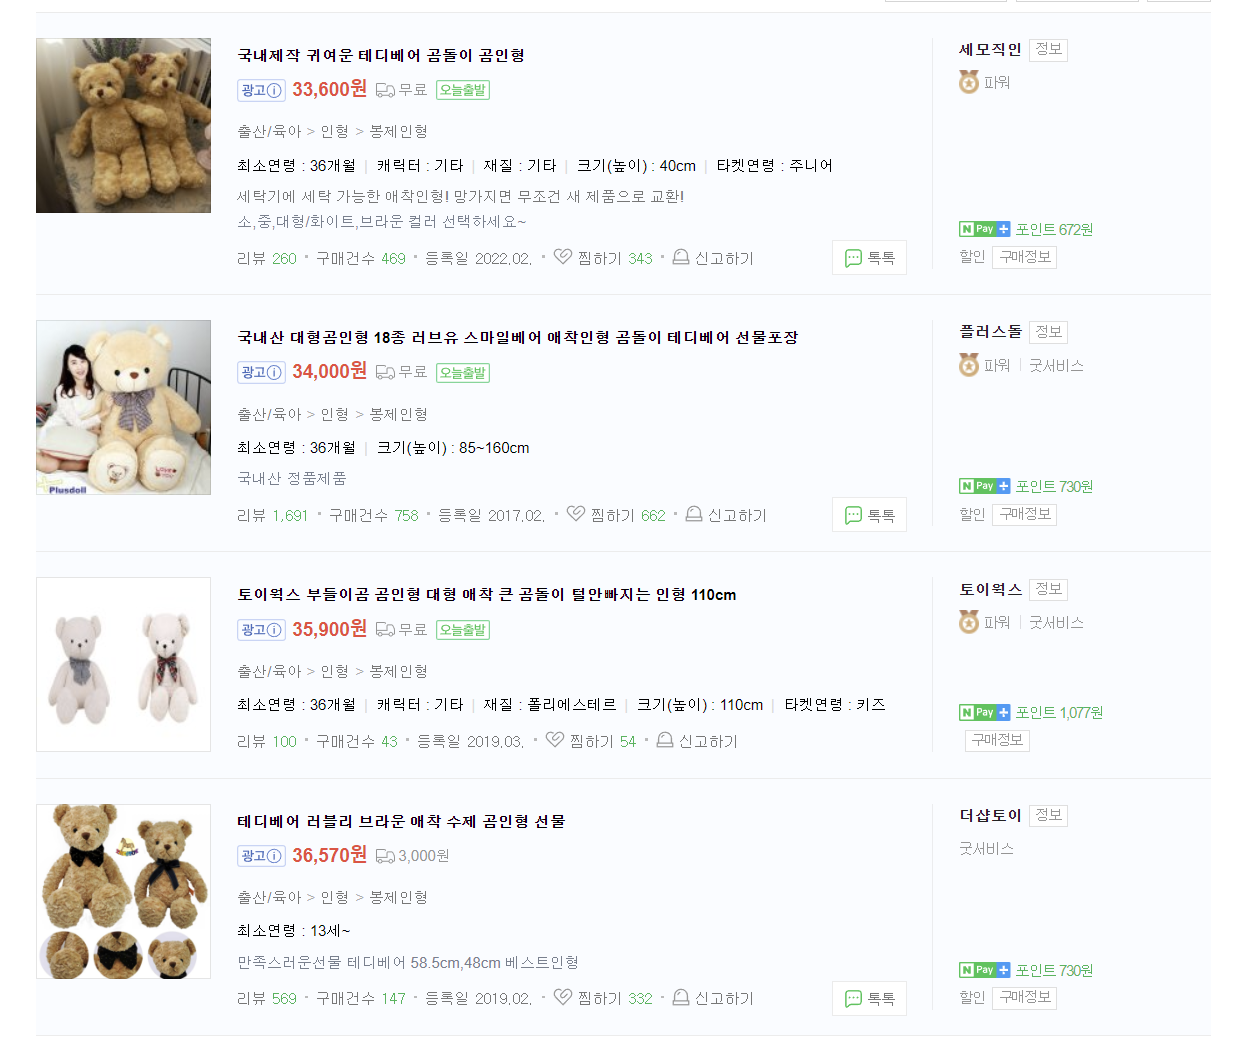 국내제작 귀여운 테디베어 곰돌이 곰인형
광고 33,600원 무료 오늘출발
출산/육아 > 인형 > 봉제인형
최소연령 : 36개월 | 캐릭터 : 기타 | 재질 : 기타 | 크기(높이) : 40cm | 타켓연령 : 주니어
세탁기에 세탁 가능한 애착인형! 망가지면 무조건 새 제품으로 교환!
소,중,대형/화이트,브라운 컬러 선택하세요~
리뷰 260 · 구매건수 469 · 등록일 2022.02. · 찜하기 343 · 신고하기
톡톡
세모직인 정보
파워
N Pay + 포인트 672원
할인 구매정보
Plusdoll
LOVE YOU
국내산 대형곰인형 18종 러브유 스마일베어 애착인형 곰돌이 테디베어 선물포장
광고 34,000원 무료 오늘출발
출산/육아 > 인형 > 봉제인형
최소연령 : 36개월 | 크기(높이) : 85~160cm
국내산 정품제품
리뷰 1,691 · 구매건수 758 · 등록일 2017.02. · 찜하기 662 · 신고하기
톡톡
플러스돌 정보
파워 | 굿서비스
N Pay + 포인트 730원
할인 구매정보
토이웍스 부들이곰 곰인형 대형 애착 큰 곰돌이 털안빠지는 인형 110cm
광고 35,900원 무료 오늘출발
출산/육아 > 인형 > 봉제인형
최소연령 : 36개월 | 캐릭터 : 기타 | 재질 : 폴리에스테르 | 크기(높이) : 110cm | 타켓연령 : 키즈
리뷰 100 · 구매건수 43 · 등록일 2019.03. · 찜하기 54 · 신고하기
토이웍스 정보
파워 | 굿서비스
N Pay + 포인트 1,077원
구매정보
테디베어 러블리 브라운 애착 수제 곰인형 선물
광고 36,570원 3,000원
출산/육아 > 인형 > 봉제인형
최소연령 : 13세~
만족스러운선물 테디베어 58.5cm,48cm 베스트인형
리뷰 569 · 구매건수 147 · 등록일 2019.02. · 찜하기 332 · 신고하기
톡톡
더샵토이 정보
굿서비스
N Pay + 포인트 730원
할인 구매정보